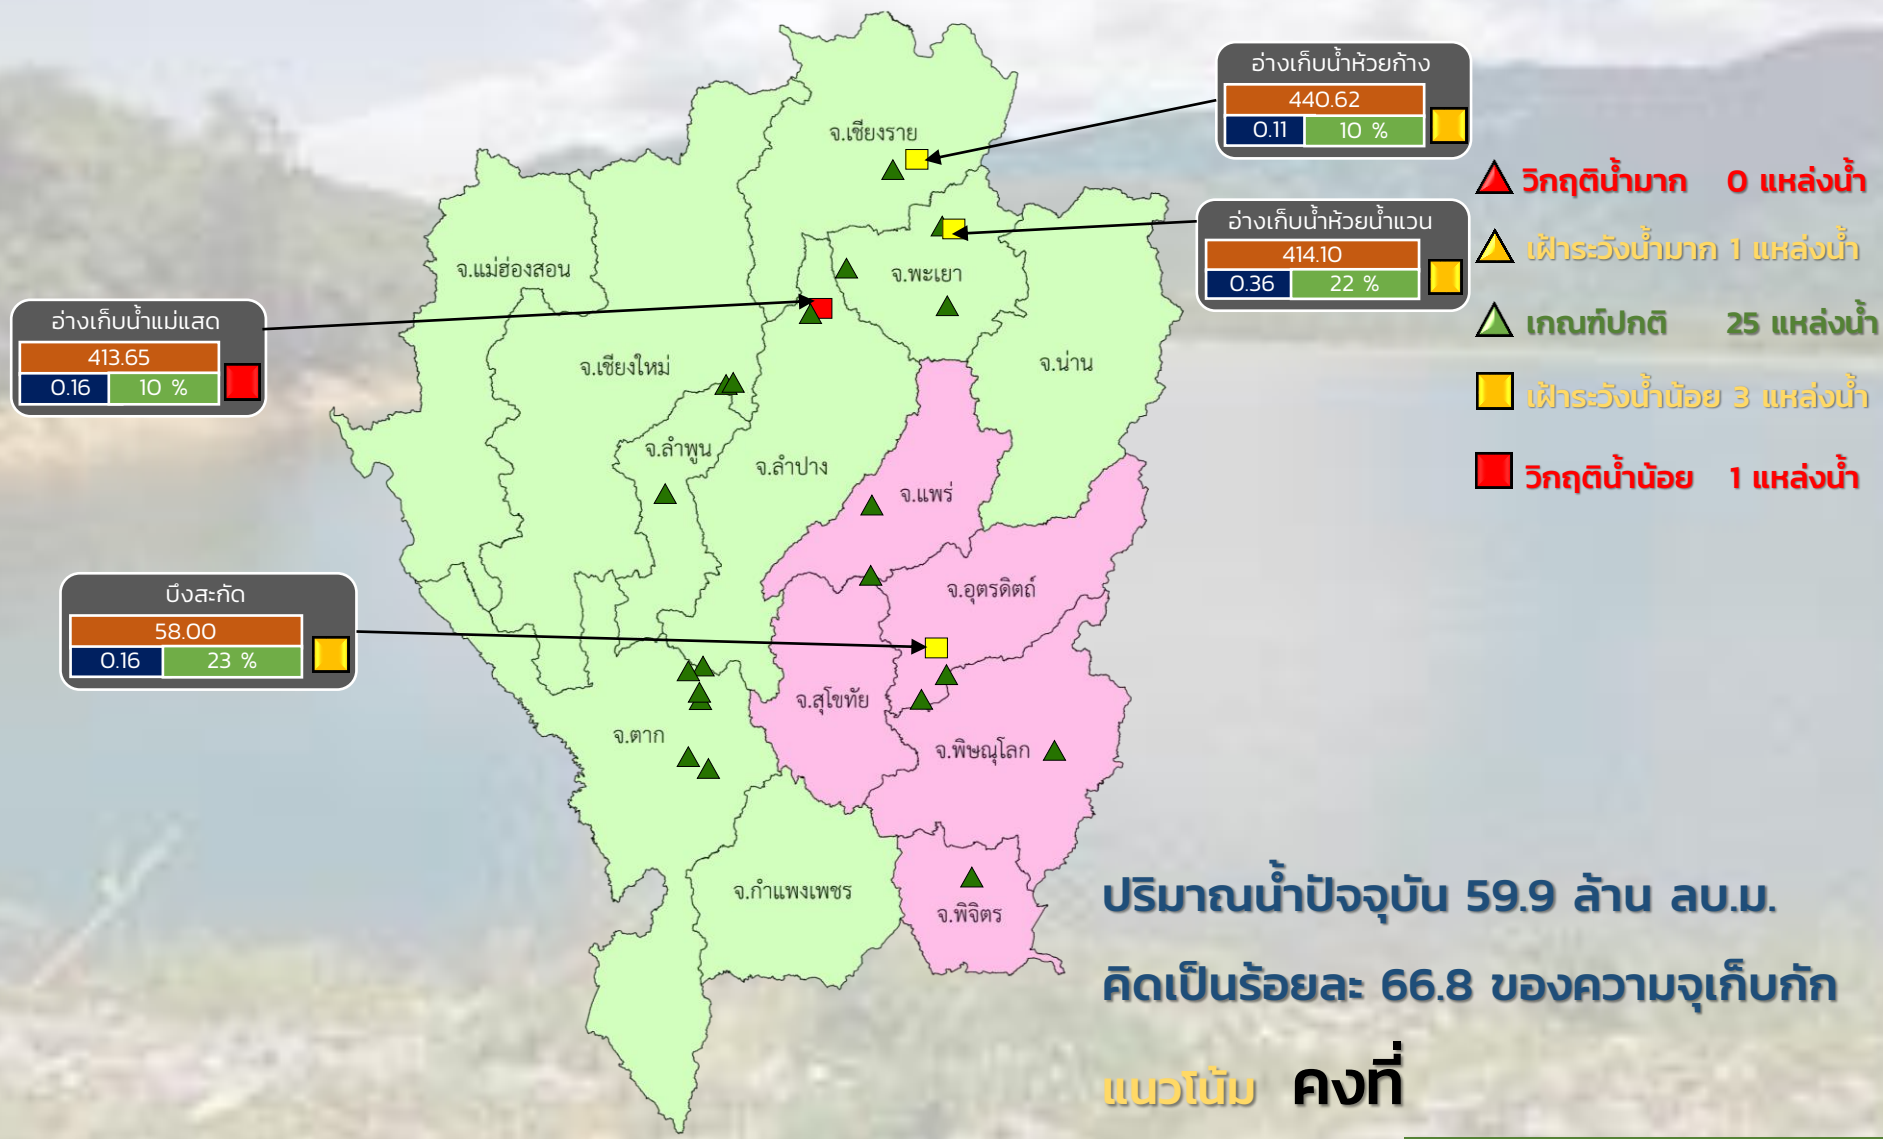 อ่างเก็บน้ำห้วยก้าง
440.62
0.11 10 %
วิกฤติน้ำมาก 0 แหล่งน้ำ
อ่างเก็บน้ำห้วยน้ำแวน
414.10
0.36 22 %
เฝ้าระวังน้ำมาก 1 แหล่งน้ำ
เกณฑ์ปกติ 25 แหล่งน้ำ
เฝ้าระวังน้ำน้อย 3 แหล่งน้ำ
วิกฤติน้ำน้อย 1 แหล่งน้ำ
อ่างเก็บน้ำแม่แสด
413.65
0.16 10 %
บึงสะกัด
58.00
0.16 23 %
จ.เชียงราย
จ.แม่ฮ่องสอน
จ.พะเยา
จ.เชียงใหม่
จ.น่าน
จ.ลำพูน
จ.ลำปาง
จ.แพร่
จ.อุตรดิตถ์
จ.สุโขทัย
จ.ตาก
จ.พิษณุโลก
จ.กำแพงเพชร
จ.พิจิตร
ปริมาณน้ำปัจจุบัน 59.9 ล้าน ลบ.ม.
คิดเป็นร้อยละ 66.8 ของความจุเก็บกัก
แนวโน้ม คงที่